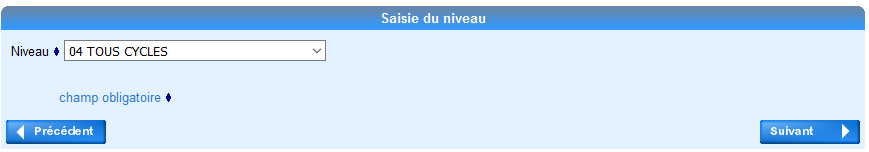 Saisie du niveau
Niveau 04 TOUS CYCLES
champ obligatoire
Précédent
Suivant